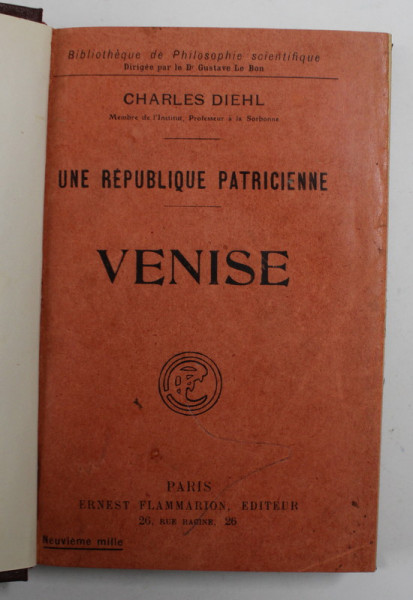 Bibliothèque de Philosophie scientifique
Dirigée par le Dr Gustave Le Bon
CHARLES DIEHL
Membre de l'Institut, Professeur à la Sorbonne
UNE RÉPUBLIQUE PATRICIENNE
VENISE
PARIS
ERNEST FLAMMARION, EDITEUR
26, RUE RACINE, 26
Neuvième mille